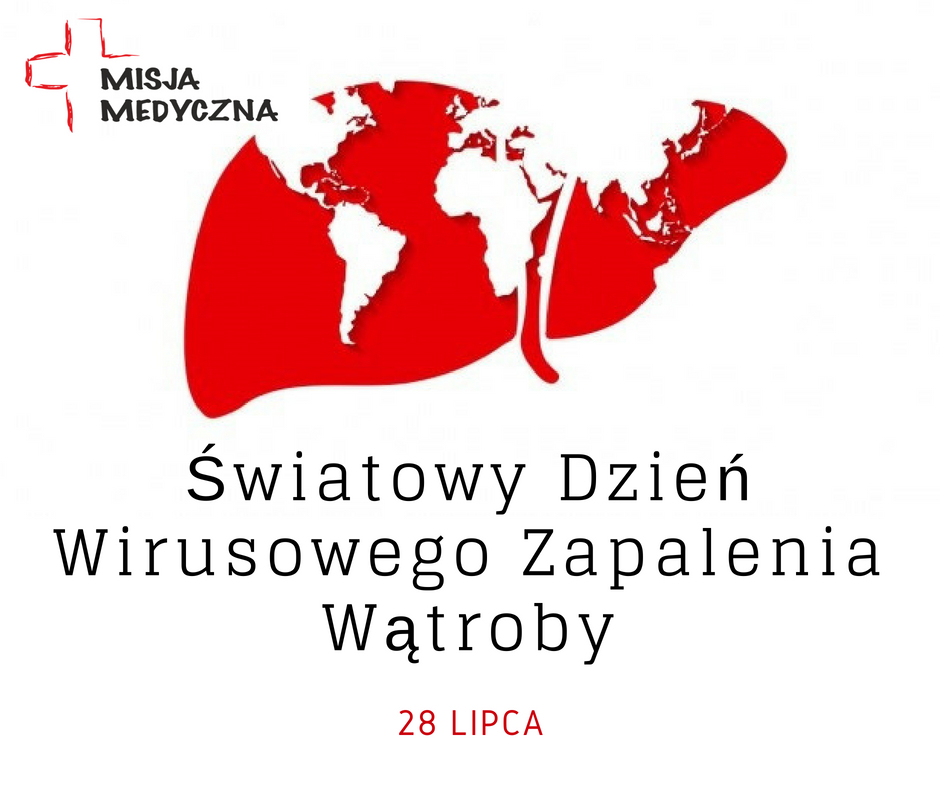 MISJA
MEDYCZNA
Światowy Dzień
Wirusowego Zapalenia
Wątroby
28 LIPCA